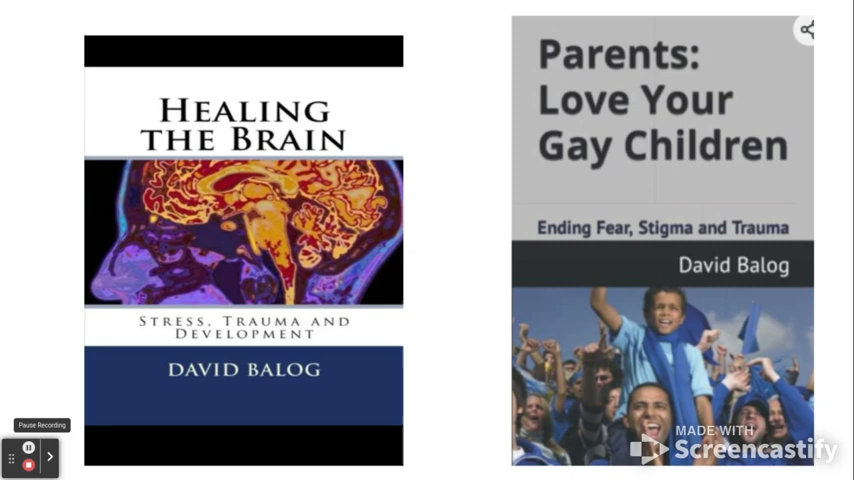 HEALING
THE BRAIN
STRESS, TRAUMA AND
DEVELOPMENT
DAVID BALOG
Parents:
Love Your
Gay Children
Ending Fear, Stigma and Trauma
David Balog
Pause Recording
MADE WITH
Screencastify